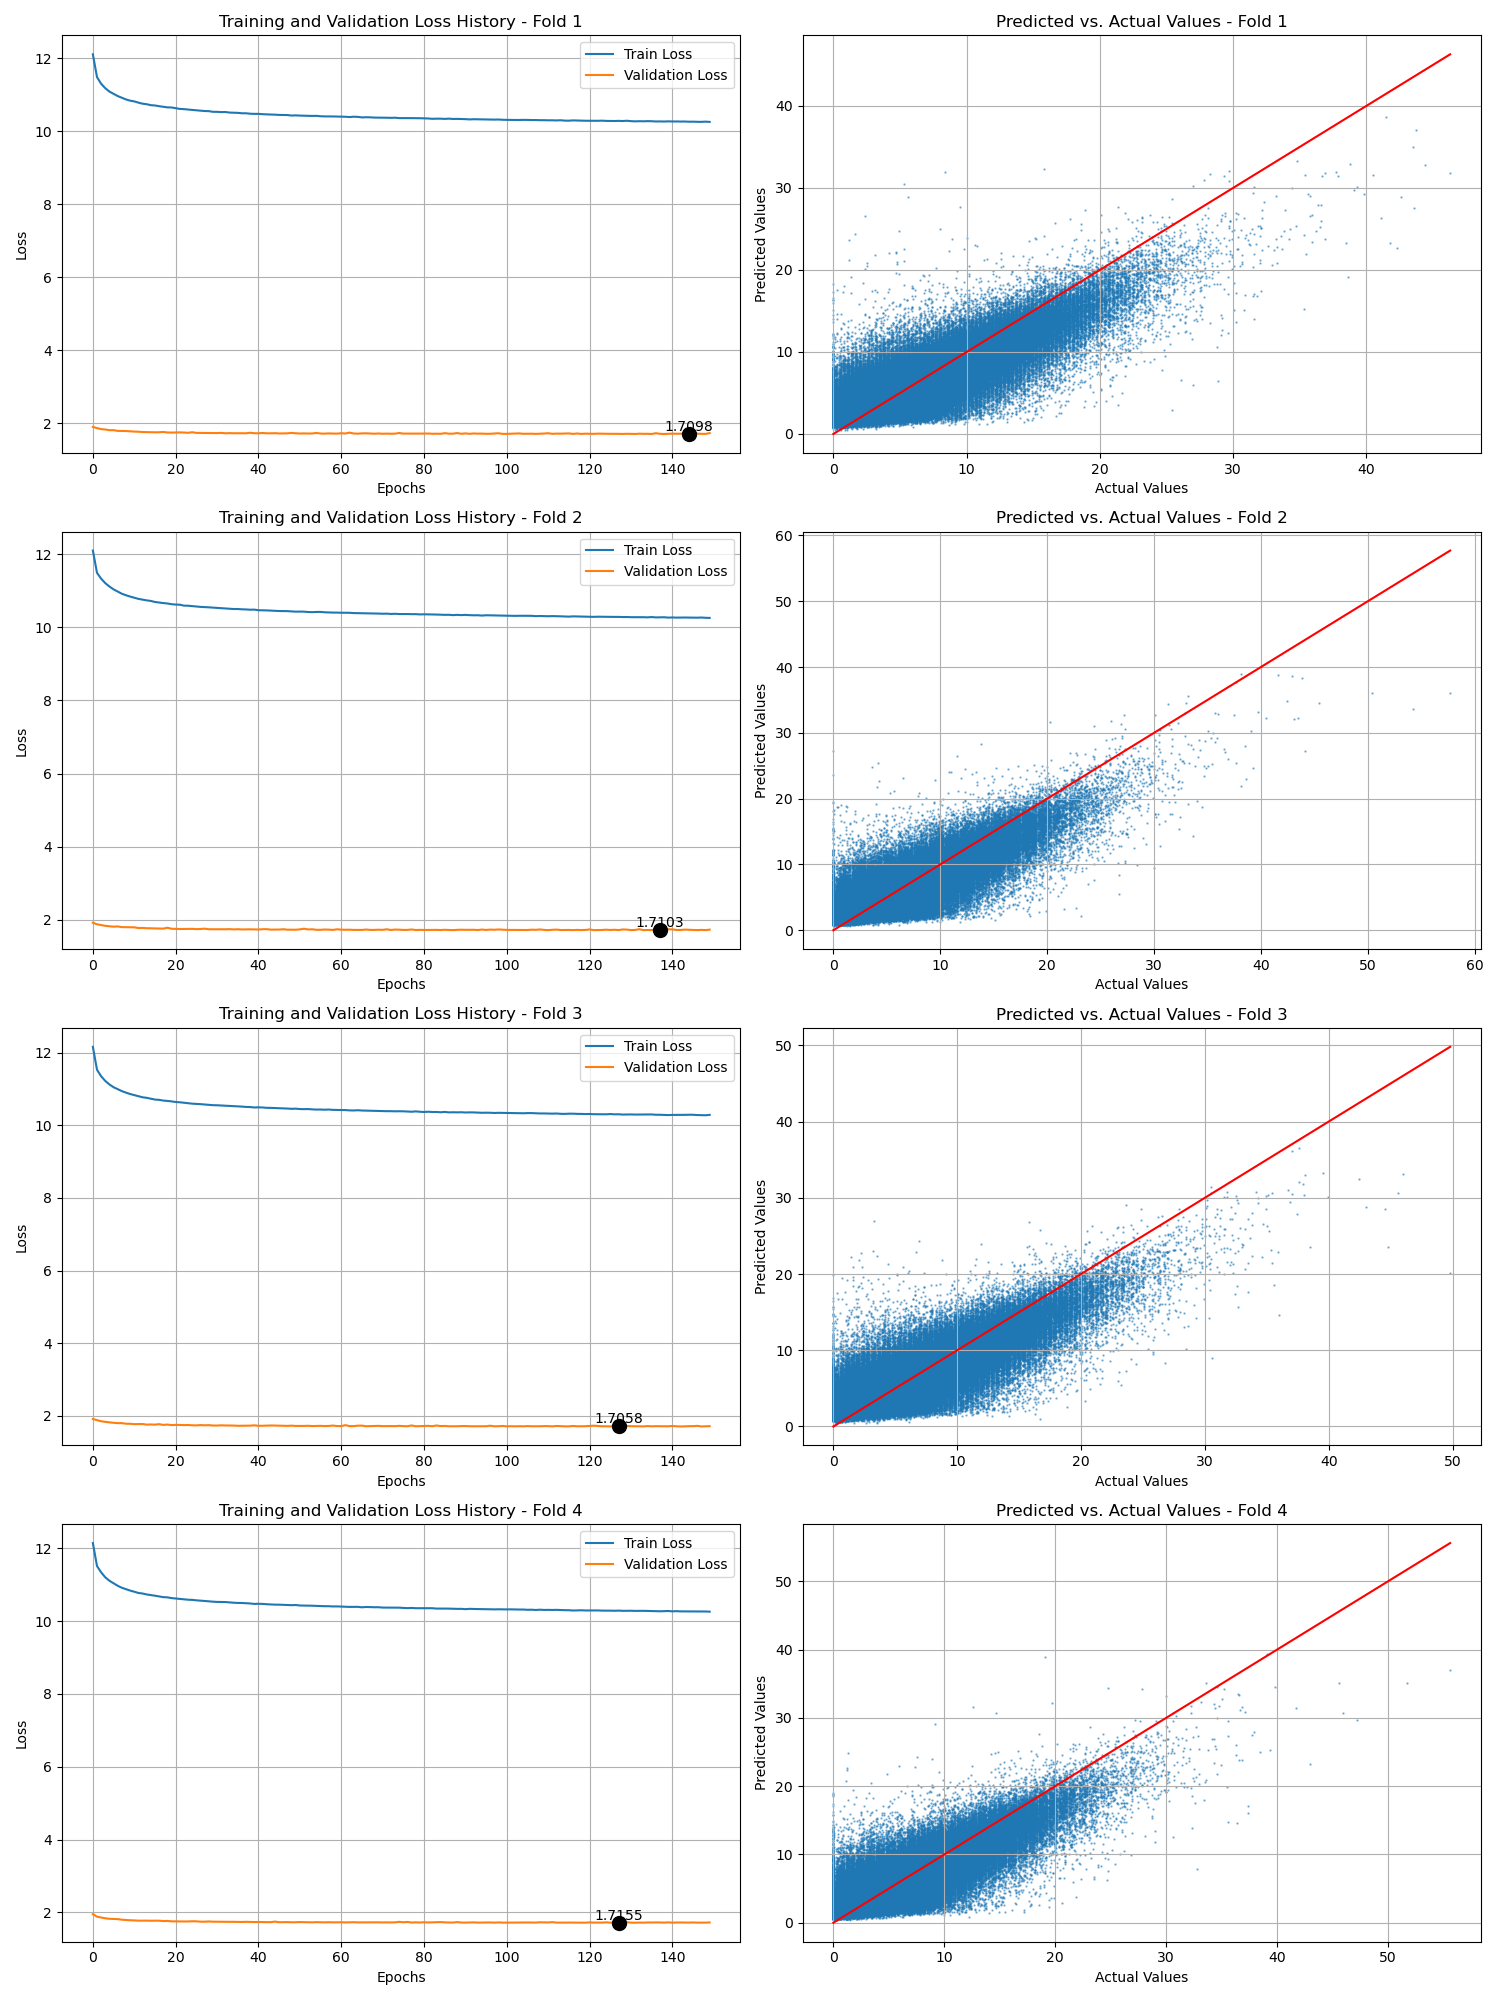 Training and Validation Loss History - Fold 1
Train Loss
Validation Loss
12
10
8
6
4
2
Loss
1.7098
0 20 40 60 80 100 120 140
Epochs
Predicted vs. Actual Values - Fold 1
40
30
20
10
0
Predicted Values
0 10 20 30 40
Actual Values
Training and Validation Loss History - Fold 2
Train Loss
Validation Loss
12
10
8
6
4
2
Loss
1.7103
0 20 40 60 80 100 120 140
Epochs
Predicted vs. Actual Values - Fold 2
60
50
40
30
20
10
0
Predicted Values
0 10 20 30 40 50 60
Actual Values
Training and Validation Loss History - Fold 3
Train Loss
Validation Loss
12
10
8
6
4
2
Loss
1.7058
0 20 40 60 80 100 120 140
Epochs
Predicted vs. Actual Values - Fold 3
50
40
30
20
10
0
Predicted Values
0 10 20 30 40 50
Actual Values
Training and Validation Loss History - Fold 4
Train Loss
Validation Loss
12
10
8
6
4
2
Loss
1.7155
0 20 40 60 80 100 120 140
Epochs
Predicted vs. Actual Values - Fold 4
50
40
30
20
10
0
Predicted Values
0 10 20 30 40 50
Actual Values